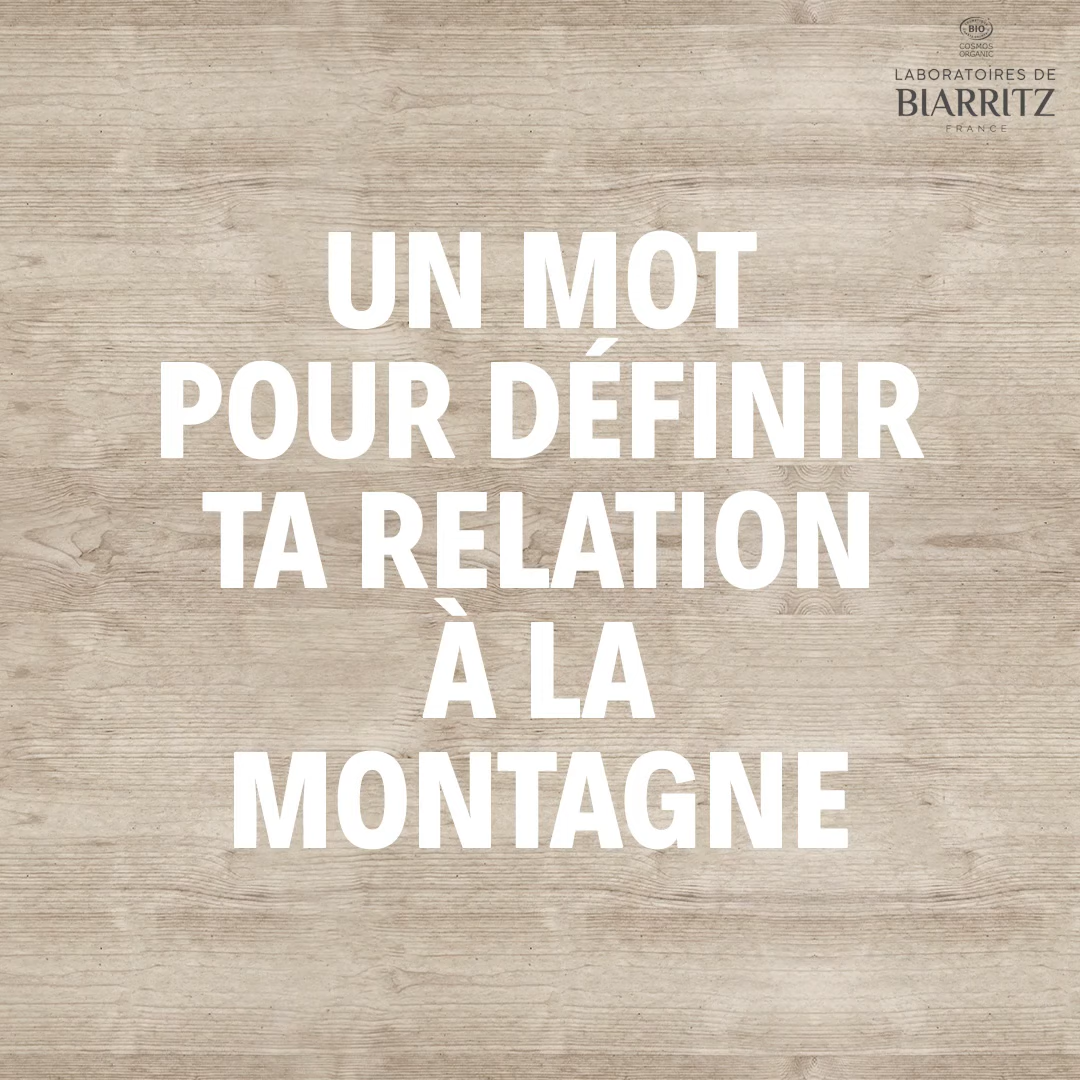 BIO
COSMOS
ORGANIC
LABORATOIRES DE
BIARRITZ
FRANCE
UN MOT
POUR DÉFINIR
TA RELATION
À LA
MONTAGNE